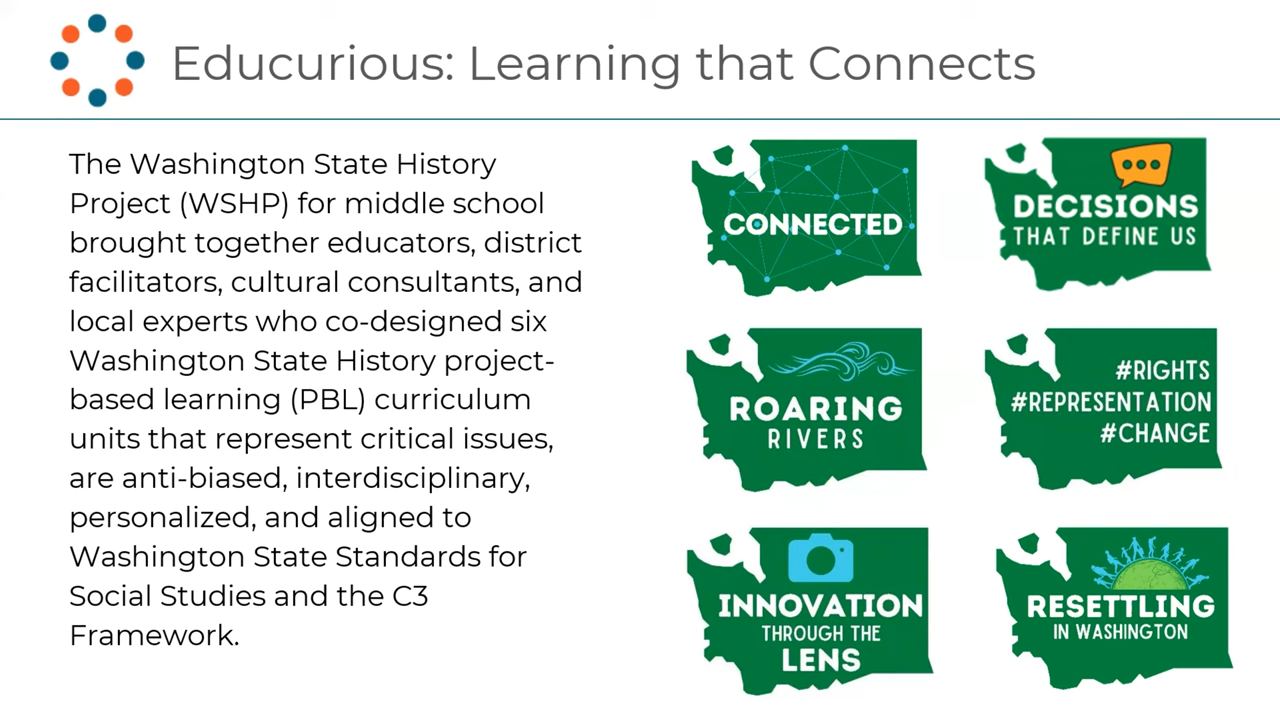 Educurious: Learning that Connects
The Washington State History
Project (WSHP) for middle school
brought together educators, district
facilitators, cultural consultants, and
local experts who co-designed six
Washington State History project-
based learning (PBL) curriculum
units that represent critical issues,
are anti-biased, interdisciplinary,
personalized, and aligned to
Washington State Standards for
Social Studies and the C3
Framework.
CONNECTED
DECISIONS
THAT DEFINE US
ROARING
RIVERS
#RIGHTS
#REPRESENTATION
#CHANGE
INNOVATION
THROUGH THE
LENS
RESETTLING
IN WASHINGTON